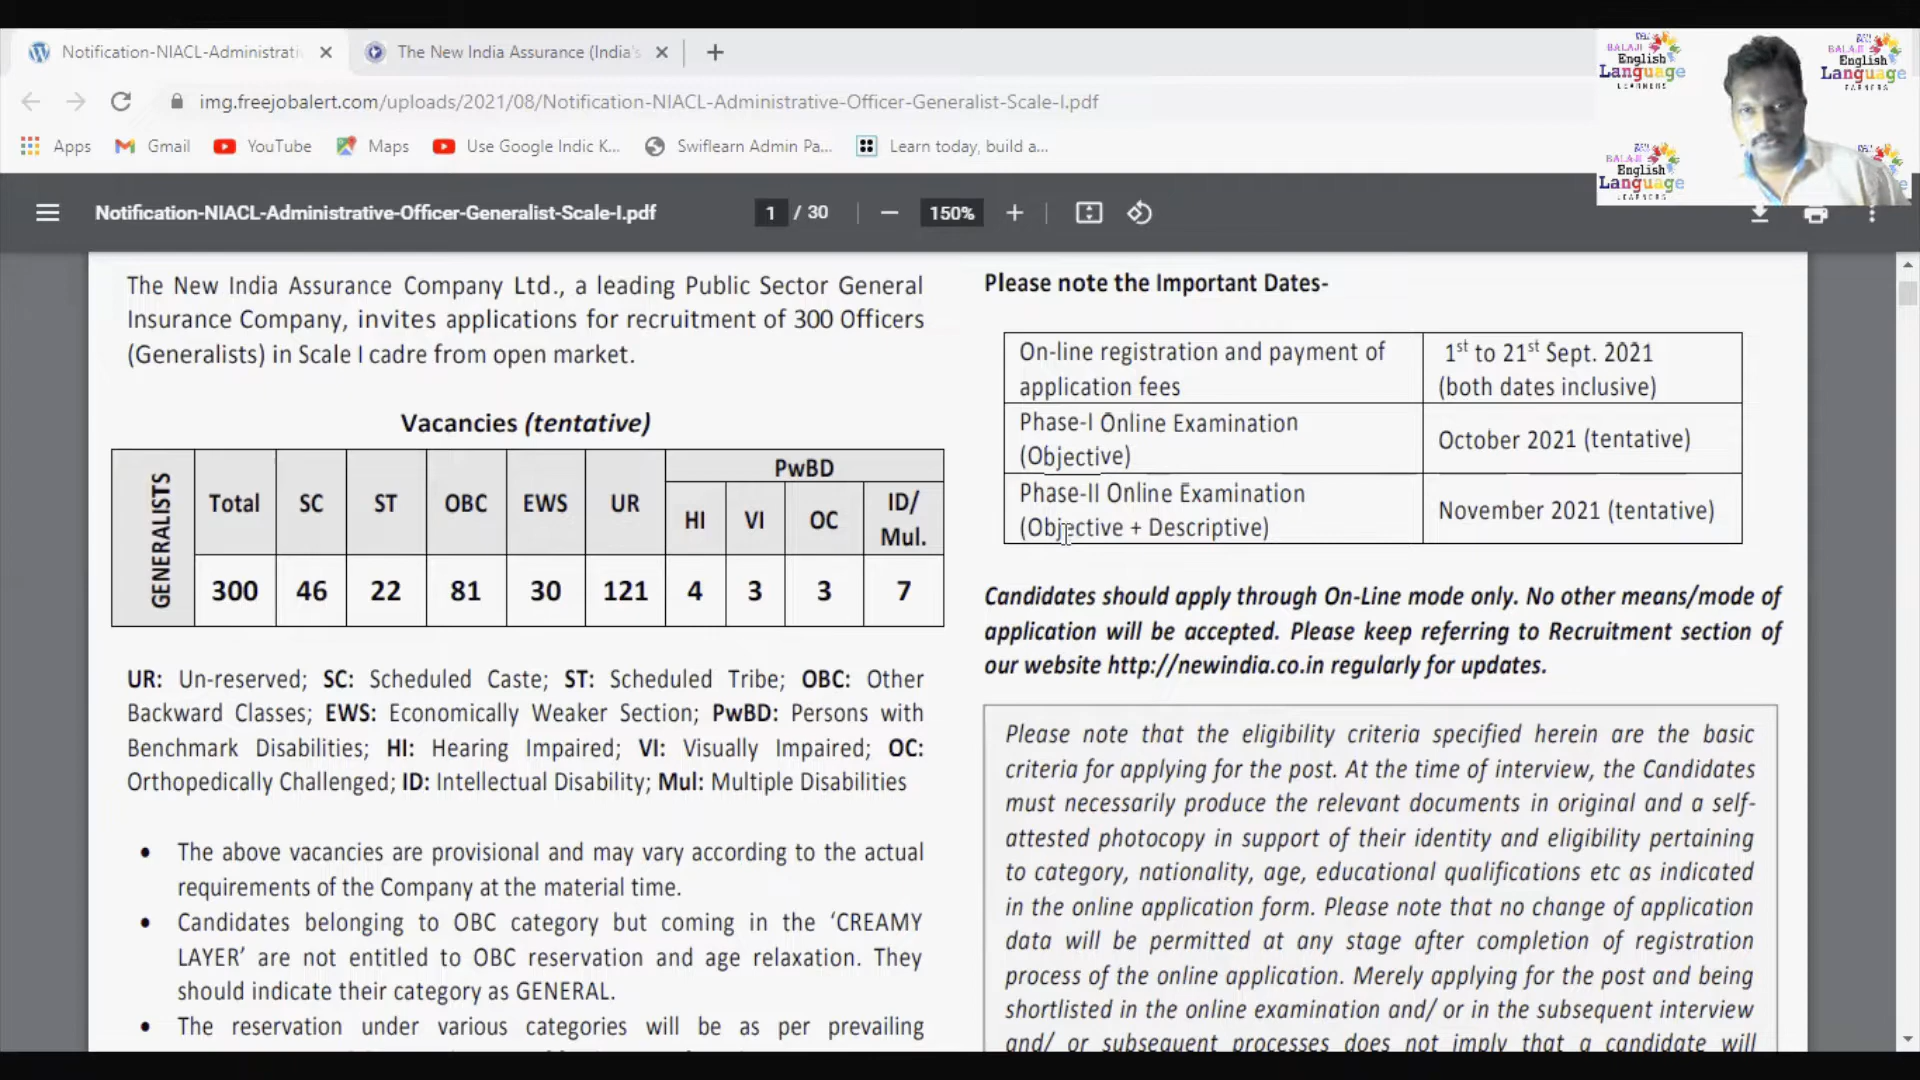 Notification-NIACL-Administrati
The New India Assurance (India's
img.freejobalert.com/uploads/2021/08/Notification-NIACL-Administrative-Officer-Generalist-Scale-I.pdf
Apps Gmail YouTube Maps Use Google Indic K... Swiflearn Admin Pa... Learn today, build a...
BALAJI
English
Language
LEARNERS
BALAJI
English
Language
BALAJI
English
Language
LEARNERS
Notification-NIACL-Administrative-Officer-Generalist-Scale-I.pdf 1 / 30 150%
The New India Assurance Company Ltd., a leading Public Sector General
Insurance Company, invites applications for recruitment of 300 Officers
(Generalists) in Scale I cadre from open market.
Vacancies (tentative)
GENERALISTS
Total SC ST OBC EWS UR PwBD
HI VI OC ID/
Mul.
300 46 22 81 30 121 4 3 3 7
UR: Un-reserved; SC: Scheduled Caste; ST: Scheduled Tribe; OBC: Other
Backward Classes; EWS: Economically Weaker Section; PwBD: Persons with
Benchmark Disabilities; HI: Hearing Impaired; VI: Visually Impaired; OC:
Orthopedically Challenged; ID: Intellectual Disability; Mul: Multiple Disabilities
• The above vacancies are provisional and may vary according to the actual
requirements of the Company at the material time.
• Candidates belonging to OBC category but coming in the ‘CREAMY
LAYER’ are not entitled to OBC reservation and age relaxation. They
should indicate their category as GENERAL.
• The reservation under various categories will be as per prevailing
Please note the Important Dates-
On-line registration and payment of
application fees
1st to 21st Sept. 2021
(both dates inclusive)
Phase-I Online Examination
(Objective)
October 2021 (tentative)
Phase-II Online Examination
(Objective + Descriptive)
November 2021 (tentative)
Candidates should apply through On-Line mode only. No other means/mode of
application will be accepted. Please keep referring to Recruitment section of
our website http://newindia.co.in regularly for updates.
Please note that the eligibility criteria specified herein are the basic
criteria for applying for the post. At the time of interview, the Candidates
must necessarily produce the relevant documents in original and a self-
attested photocopy in support of their identity and eligibility pertaining
to category, nationality, age, educational qualifications etc as indicated
in the online application form. Please note that no change of application
data will be permitted at any stage after completion of registration
process of the online application. Merely applying for the post and being
shortlisted in the online examination and/ or in the subsequent interview
and/ or subsequent processes does not imply that a candidate will